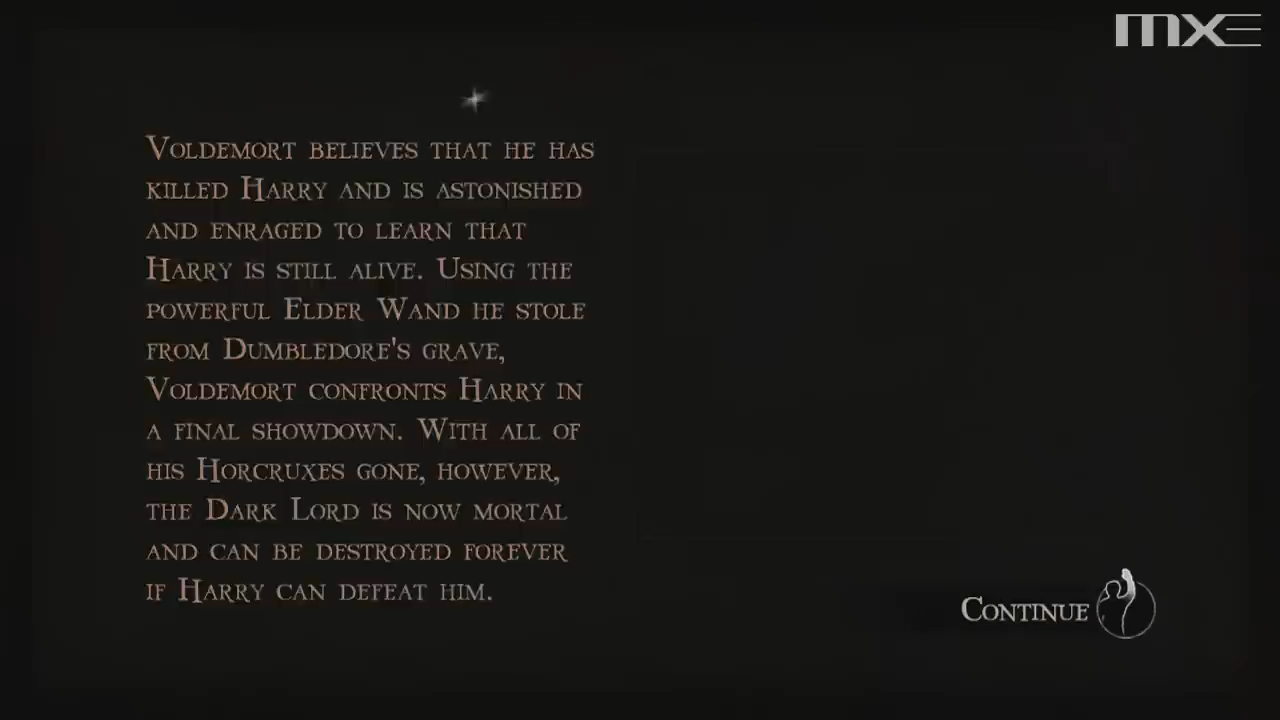 MXE
Voldemort believes that he has
killed Harry and is astonished
and enraged to learn that
Harry is still alive. Using the
powerful Elder Wand he stole
from Dumbledore's grave,
Voldemort confronts Harry in
a final showdown. With all of
his Horcruxes gone, however,
the Dark Lord is now mortal
and can be destroyed forever
if Harry can defeat him.
Continue